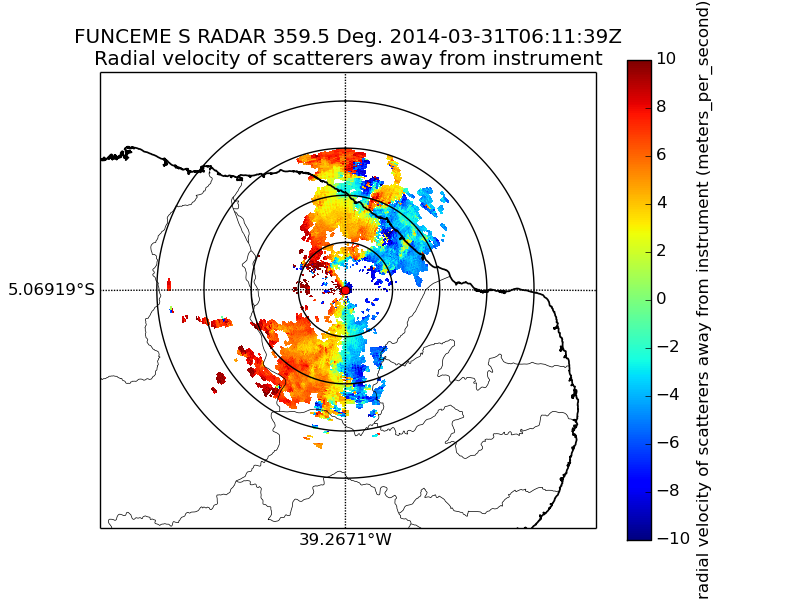 FUNCEME S RADAR 359.5 Deg. 2014-03-31T06:11:39Z
Radial velocity of scatterers away from instrument
5.06919°S
39.2671°W
10
8
6
4
2
0
−2
−4
−6
−8
−10
radial velocity of scatterers away from instrument (meters_per_second)